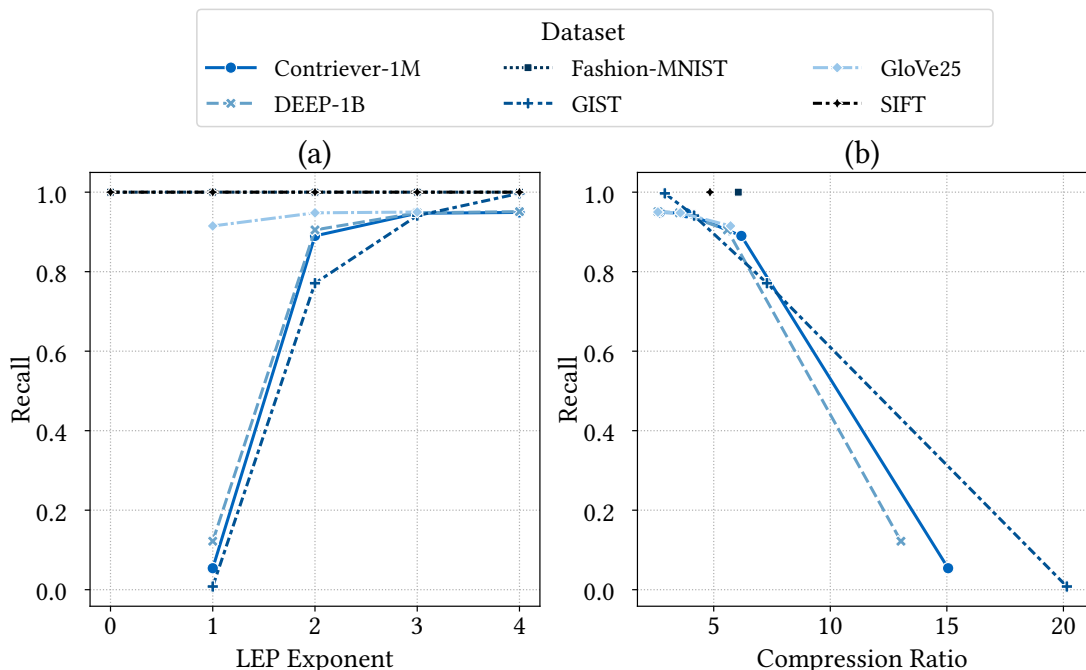 Dataset
Contriever-1M Fashion-MNIST GloVe25
DEEP-1B GIST SIFT
(a) (b)
1.0 1.0
0.8 0.8
0.6 0.6
0.4 0.4
0.2 0.2
0.0 0.0
Recall Recall
0 1 2 3 4 5 10 15 20
LEP Exponent Compression Ratio